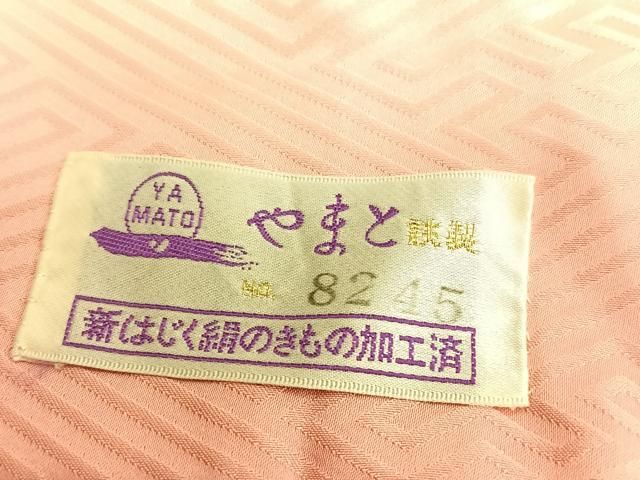 YA
MATO
やまと謹製
NO. 8245
新はじく絹のきもの加工済